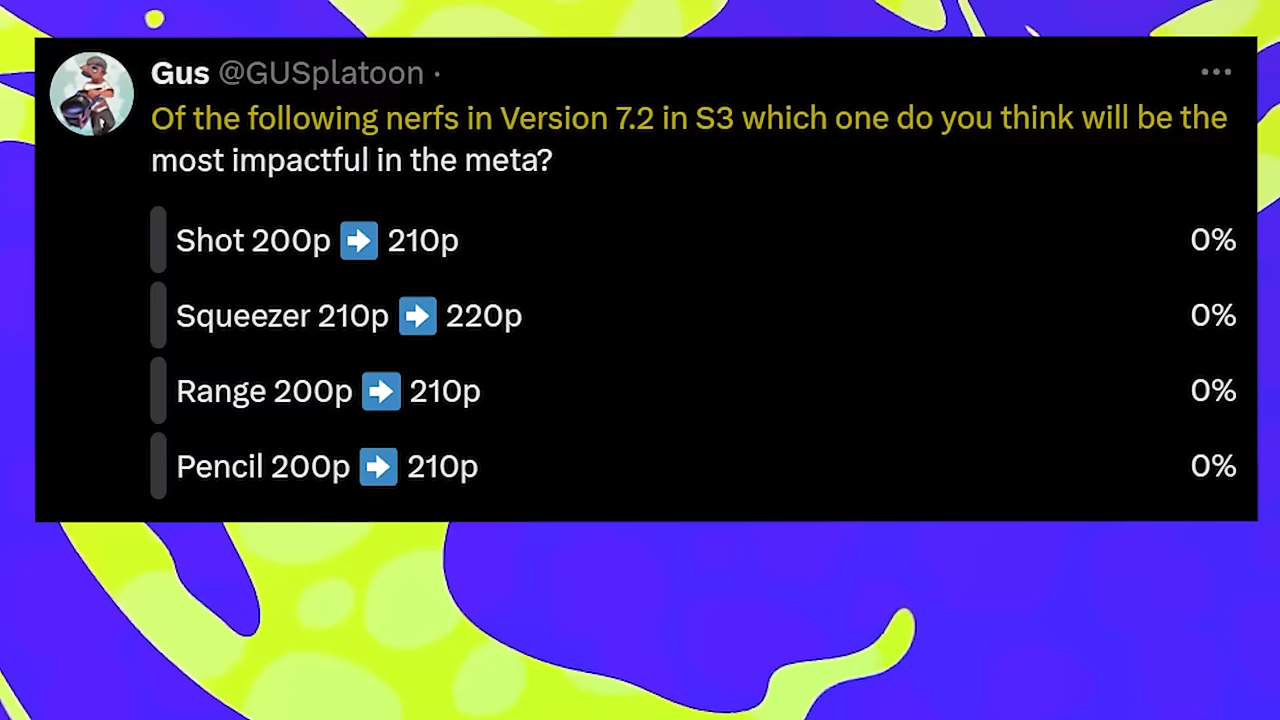 Gus @GUSplatoon ·
Of the following nerfs in Version 7.2 in S3 which one do you think will be the
most impactful in the meta?
Shot 200p ➡️ 210p 0%
Squeezer 210p ➡️ 220p 0%
Range 200p ➡️ 210p 0%
Pencil 200p ➡️ 210p 0%